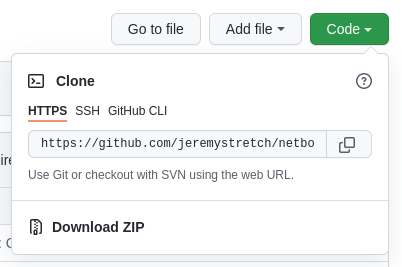 Go to file
Add file
Code
Clone
HTTPS SSH GitHub CLI
https://github.com/jeremystretch/netbo
Use Git or checkout with SVN using the web URL.
Download ZIP